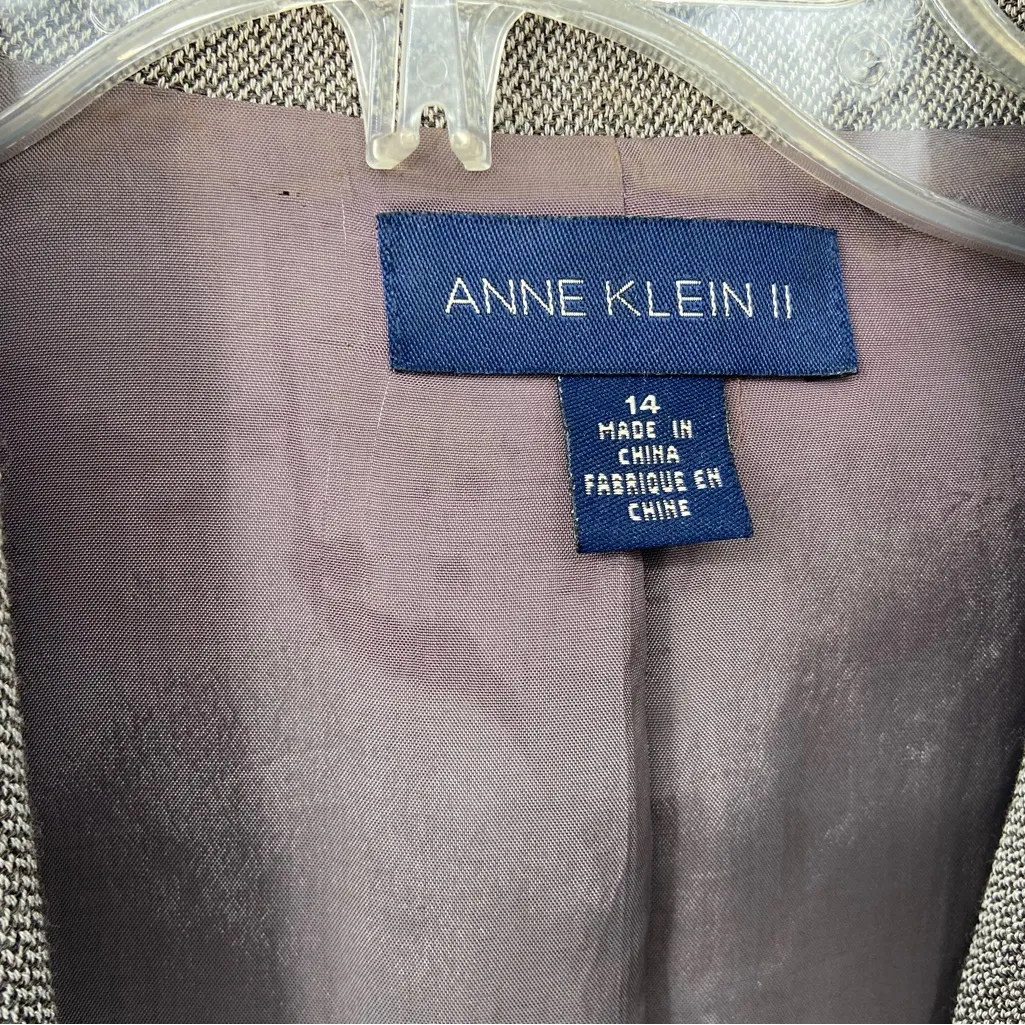 ANNE KLEIN II
14
MADE IN
CHINA
FABRIQUE EN
CHINE